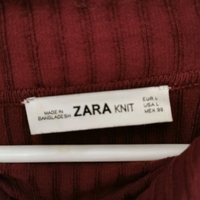 MADE IN
BANGLADESH
ZARA KNIT
EUR L
USA L
MEX 30